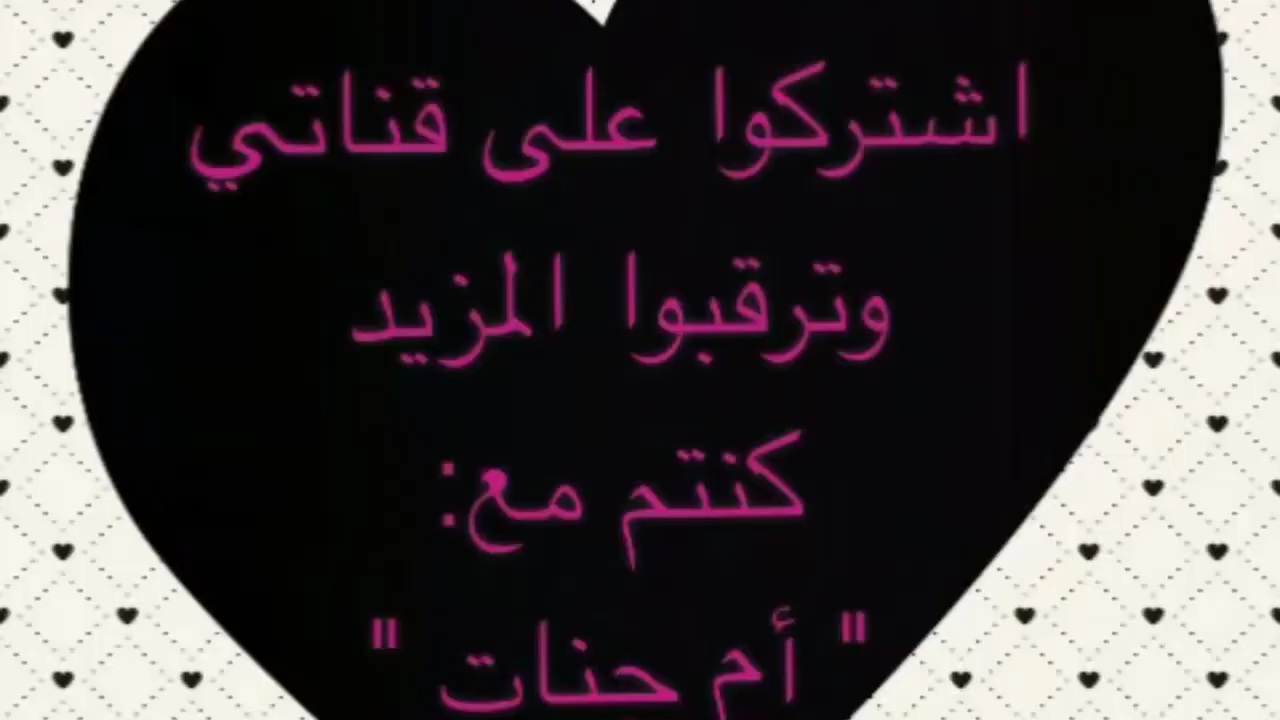 اشتركوا على قناتي
وترقبوا المزيد
كنتم مع:
" أم جنات "